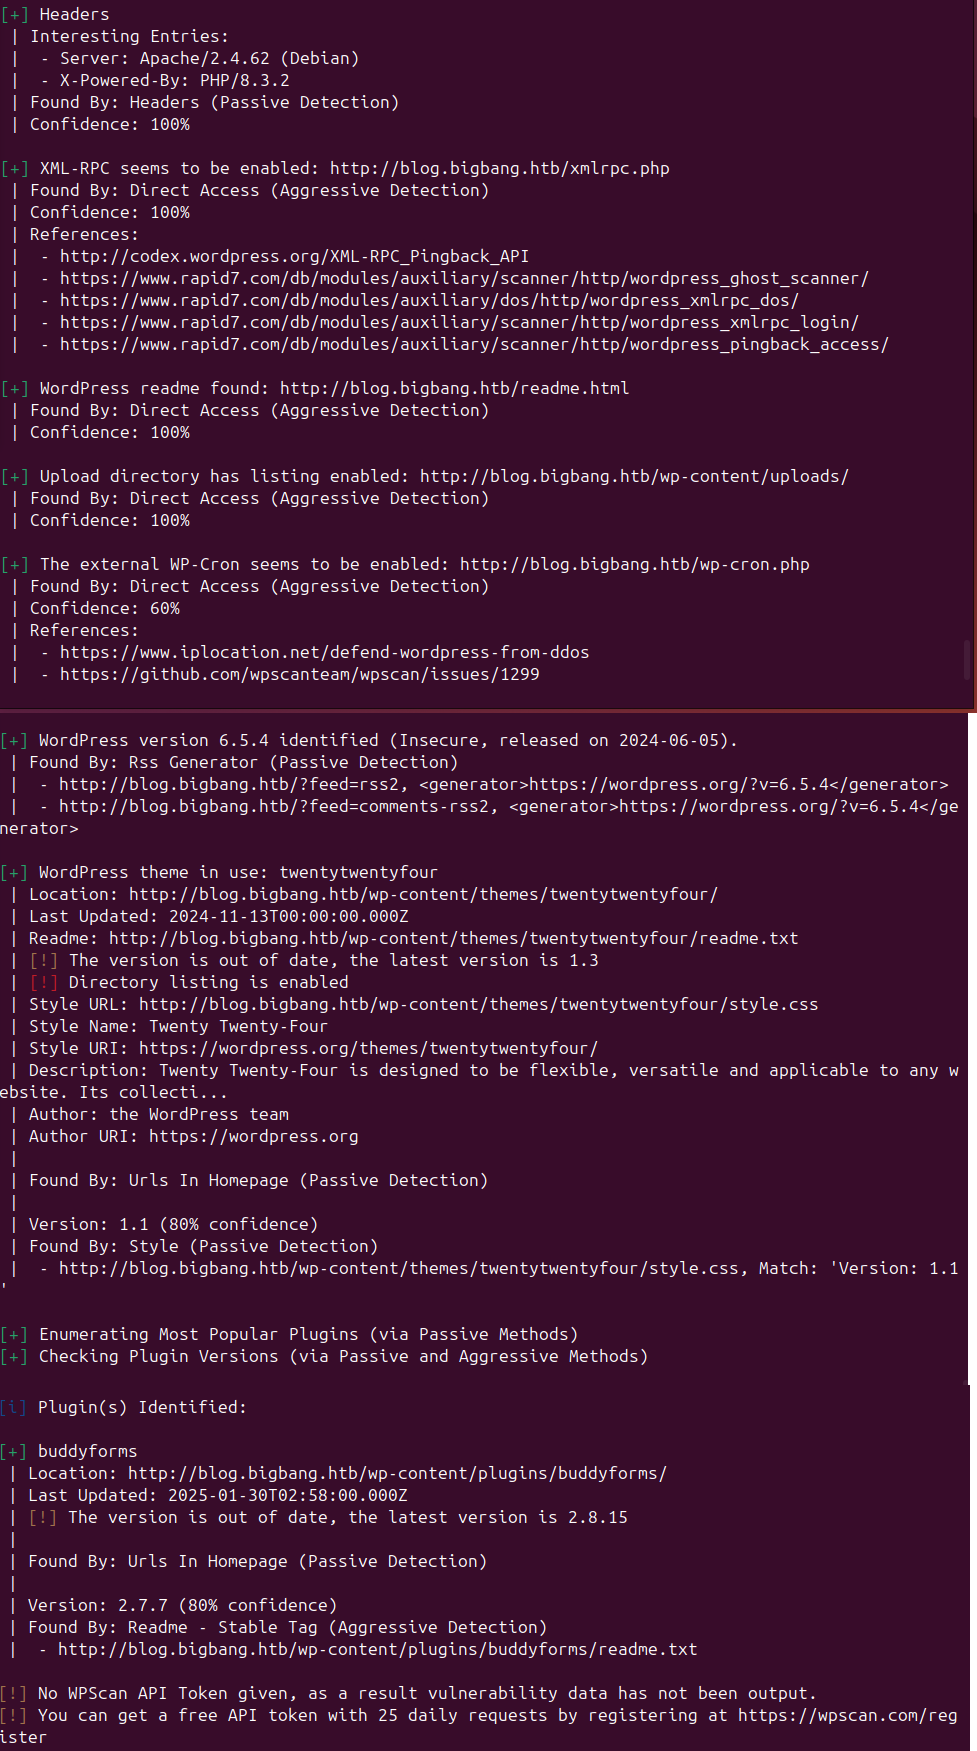 [+] Headers
 | Interesting Entries:
 |  - Server: Apache/2.4.62 (Debian)
 |  - X-Powered-By: PHP/8.3.2
 | Found By: Headers (Passive Detection)
 | Confidence: 100%

[+] XML-RPC seems to be enabled: http://blog.bigbang.htb/xmlrpc.php
 | Found By: Direct Access (Aggressive Detection)
 | Confidence: 100%
 | References:
 |  - http://codex.wordpress.org/XML-RPC_Pingback_API
 |  - https://www.rapid7.com/db/modules/auxiliary/scanner/http/wordpress_ghost_scanner/
 |  - https://www.rapid7.com/db/modules/auxiliary/dos/http/wordpress_xmlrpc_dos/
 |  - https://www.rapid7.com/db/modules/auxiliary/scanner/http/wordpress_xmlrpc_login/
 |  - https://www.rapid7.com/db/modules/auxiliary/scanner/http/wordpress_pingback_access/

[+] WordPress readme found: http://blog.bigbang.htb/readme.html
 | Found By: Direct Access (Aggressive Detection)
 | Confidence: 100%

[+] Upload directory has listing enabled: http://blog.bigbang.htb/wp-content/uploads/
 | Found By: Direct Access (Aggressive Detection)
 | Confidence: 100%

[+] The external WP-Cron seems to be enabled: http://blog.bigbang.htb/wp-cron.php
 | Found By: Direct Access (Aggressive Detection)
 | Confidence: 60%
 | References:
 |  - https://www.iplocation.net/defend-wordpress-from-ddos
 |  - https://github.com/wpscanteam/wpscan/issues/1299

[+] WordPress version 6.5.4 identified (Insecure, released on 2024-06-05).
 | Found By: Rss Generator (Passive Detection)
 |  - http://blog.bigbang.htb/?feed=rss2, <generator>https://wordpress.org/?v=6.5.4</generator>
 |  - http://blog.bigbang.htb/?feed=comments-rss2, <generator>https://wordpress.org/?v=6.5.4</ge
nerator>

[+] WordPress theme in use: twentytwentyfour
 | Location: http://blog.bigbang.htb/wp-content/themes/twentytwentyfour/
 | Last Updated: 2024-11-13T00:00:00.000Z
 | Readme: http://blog.bigbang.htb/wp-content/themes/twentytwentyfour/readme.txt
 | [!] The version is out of date, the latest version is 1.3
 | [!] Directory listing is enabled
 | Style URL: http://blog.bigbang.htb/wp-content/themes/twentytwentyfour/style.css
 | Style Name: Twenty Twenty-Four
 | Style URI: https://wordpress.org/themes/twentytwentyfour/
 | Description: Twenty Twenty-Four is designed to be flexible, versatile and applicable to any w
ebsite. Its collecti...
 | Author: the WordPress team
 | Author URI: https://wordpress.org
 |
 | Found By: Urls In Homepage (Passive Detection)
 |
 | Version: 1.1 (80% confidence)
 | Found By: Style (Passive Detection)
 |  - http://blog.bigbang.htb/wp-content/themes/twentytwentyfour/style.css, Match: 'Version: 1.1
'

[+] Enumerating Most Popular Plugins (via Passive Methods)
[+] Checking Plugin Versions (via Passive and Aggressive Methods)

[i] Plugin(s) Identified:

[+] buddyforms
 | Location: http://blog.bigbang.htb/wp-content/plugins/buddyforms/
 | Last Updated: 2025-01-30T02:58:00.000Z
 | [!] The version is out of date, the latest version is 2.8.15
 |
 | Found By: Urls In Homepage (Passive Detection)
 |
 | Version: 2.7.7 (80% confidence)
 | Found By: Readme - Stable Tag (Aggressive Detection)
 |  - http://blog.bigbang.htb/wp-content/plugins/buddyforms/readme.txt

[!] No WPScan API Token given, as a result vulnerability data has not been output.
[!] You can get a free API token with 25 daily requests by registering at https://wpscan.com/reg
ister